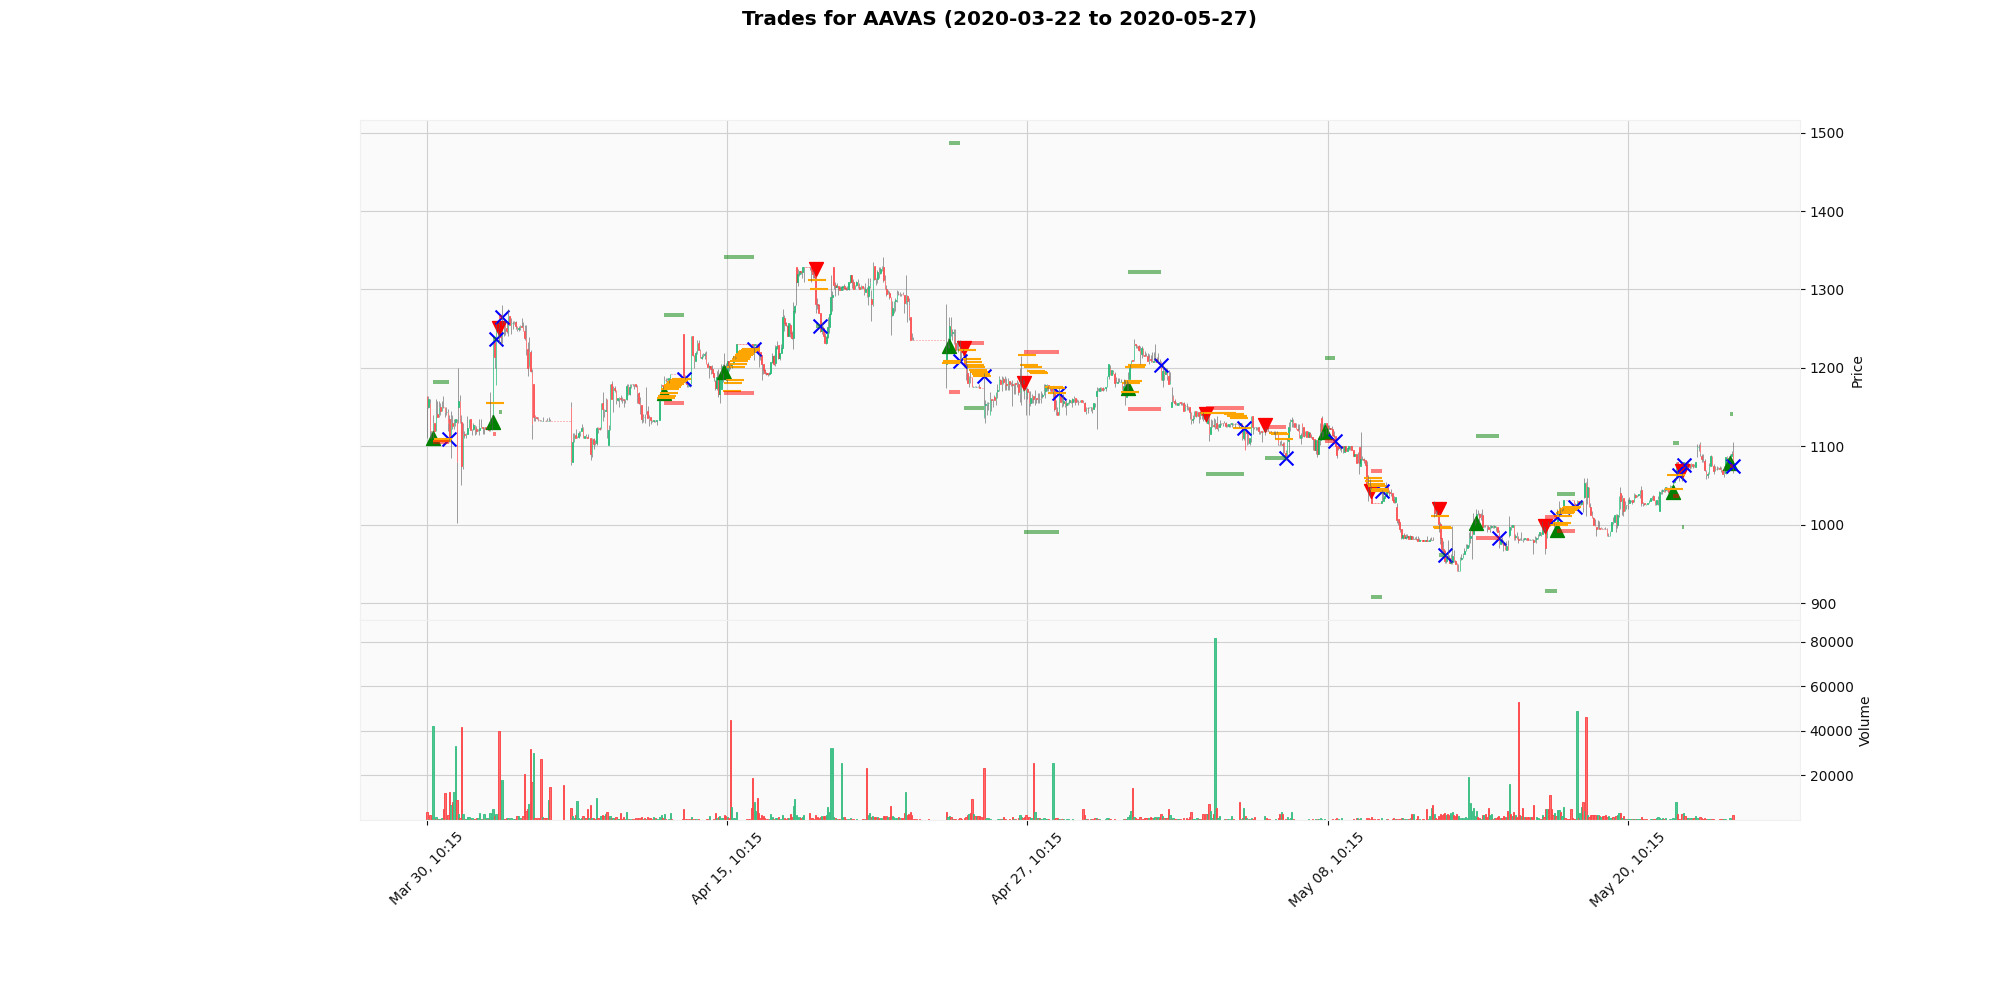 Trades for AAVAS (2020-03-22 to 2020-05-27)
1500
1400
1300
1200
1100
1000
900
Price
80000
60000
40000
20000
Volume
Mar 30, 10:15
Apr 15, 10:15
Apr 27, 10:15
May 08, 10:15
May 20, 10:15